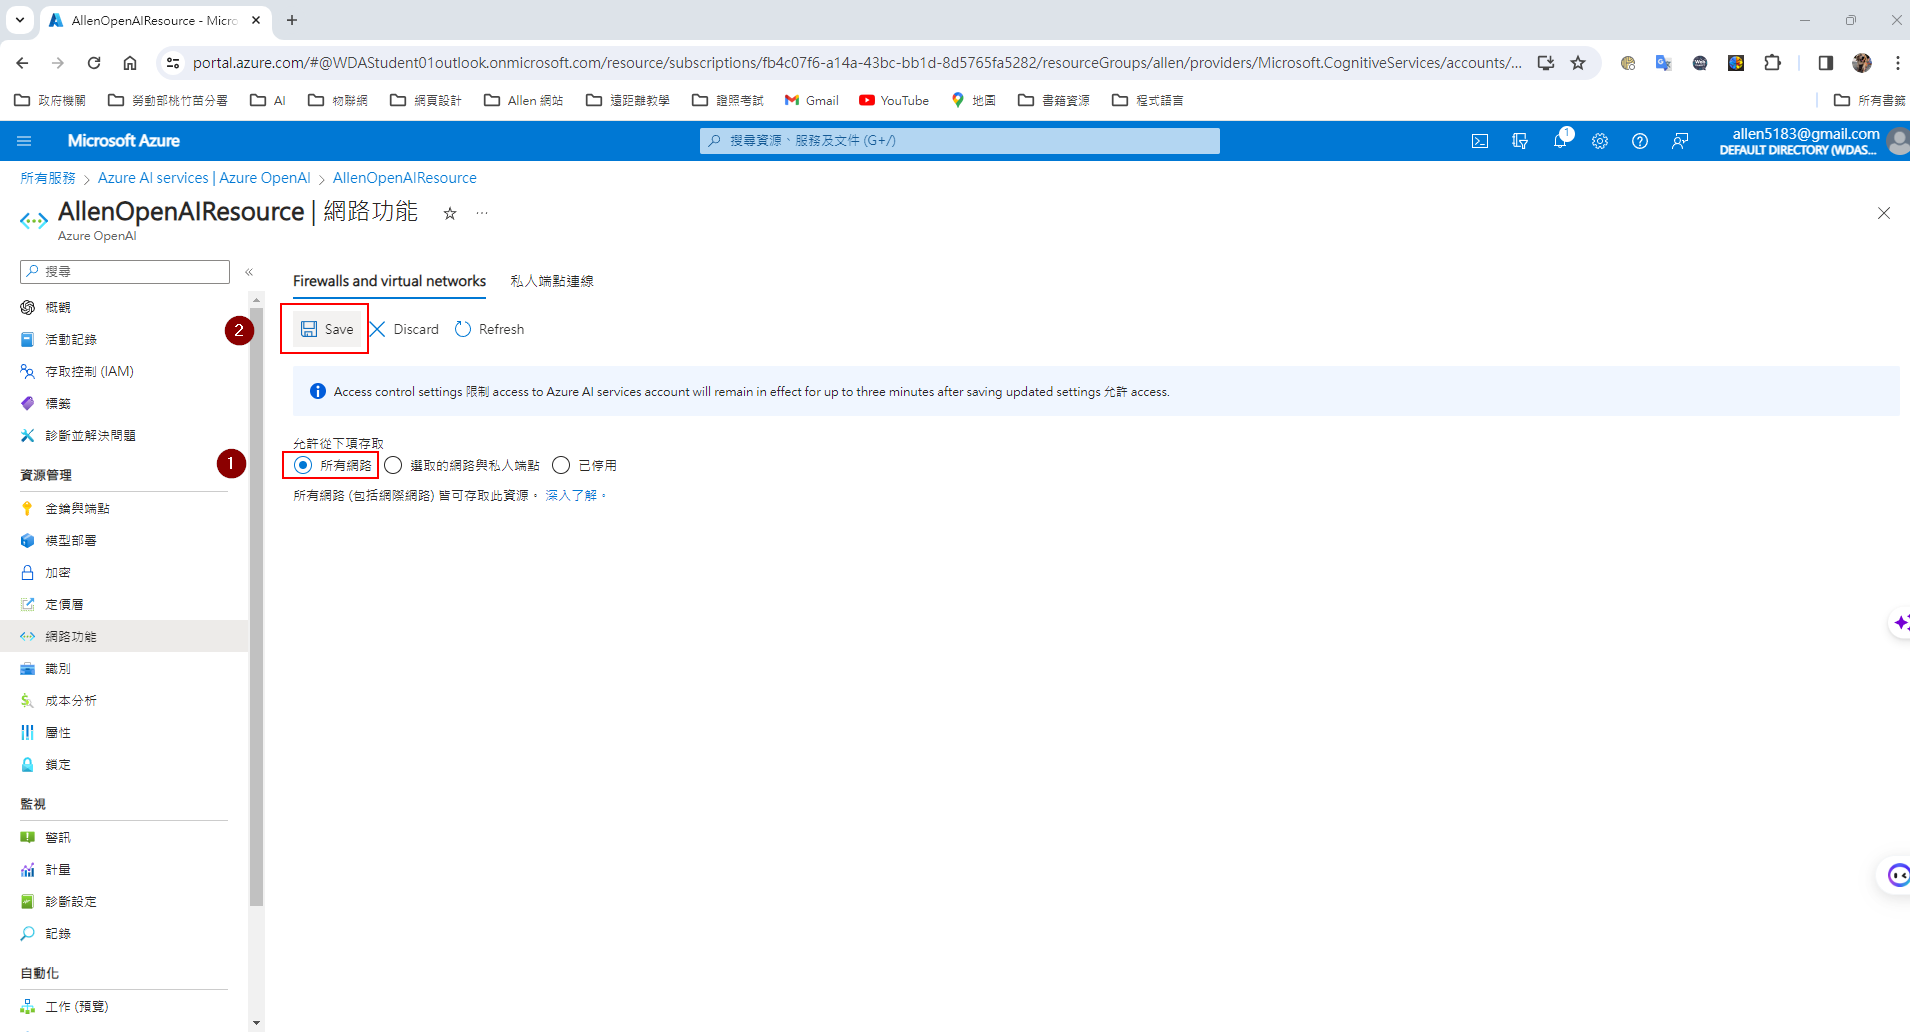 AllenOpenAIResource - Micro
portal.azure.com/#@WDAStudent01outlook.onmicrosoft.com/resource/subscriptions/fb4c07f6-a14a-43bc-bb1d-8d5765fa5282/resourceGroups/allen/providers/Microsoft.CognitiveServices/accounts/...
政府機關 勞動部桃竹苗分署 AI 物聯網 網頁設計 Allen 網站 遠距離教學 證照考試 Gmail YouTube 地圖 書籍資源 程式語言 所有書籤
Microsoft Azure
搜尋資源、服務及文件 (G+/)
1
allen5183@gmail.com
DEFAULT DIRECTORY (WDAS...
所有服務 > Azure AI services | Azure OpenAI > AllenOpenAIResource
AllenOpenAIResource | 網路功能
Azure OpenAI
搜尋
概觀
活動記錄
存取控制 (IAM)
標籤
診斷並解決問題
資源管理
金鑰與端點
模型部署
加密
定價層
網路功能
識別
成本分析
屬性
鎖定
監視
警訊
計量
診斷設定
記錄
自動化
工作 (預覽)
Firewalls and virtual networks 私人端點連線
2 Save Discard Refresh
Access control settings 限制 access to Azure AI services account will remain in effect for up to three minutes after saving updated settings 允許 access.
允許從下項存取
1 所有網路 選取的網路與私人端點 已停用
所有網路 (包括網際網路) 皆可存取此資源。 深入了解。